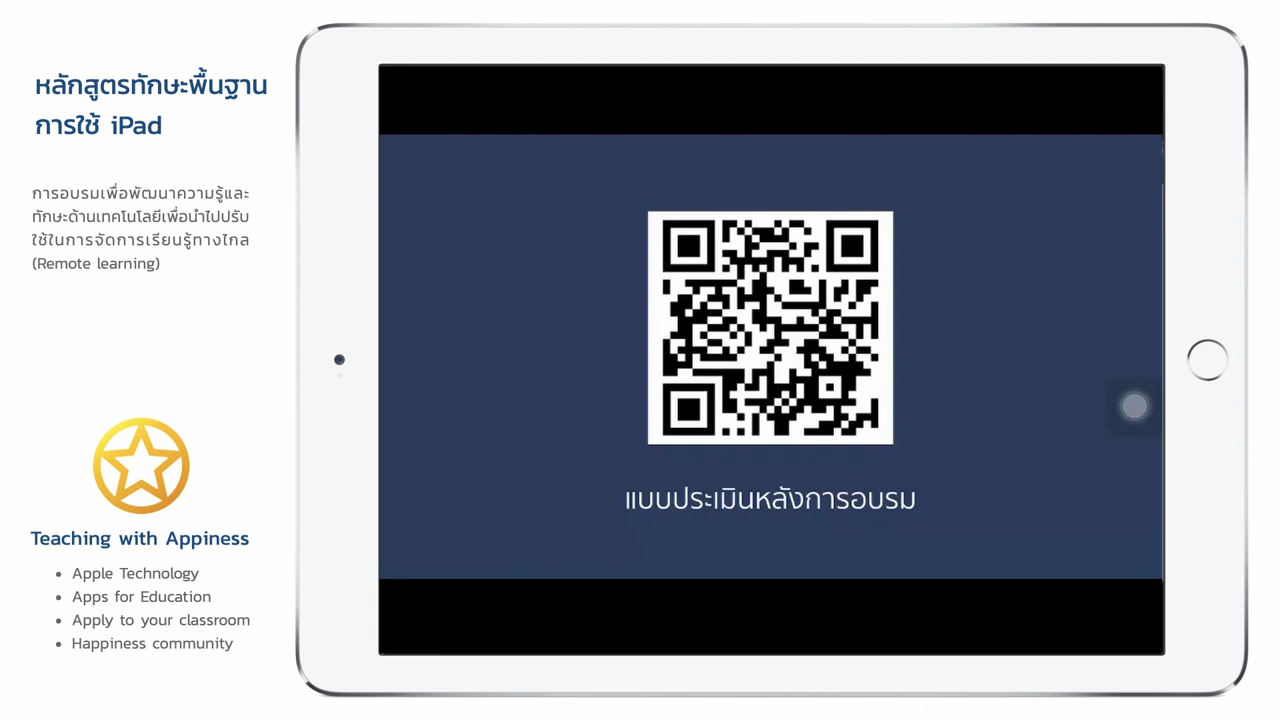 หลักสูตรทักษะพื้นฐาน
การใช้ iPad
การอบรมเพื่อพัฒนาความรู้และ
ทักษะด้านเทคโนโลยีเพื่อนำไปปรับ
ใช้ในการจัดการเรียนรู้ทางไกล
(Remote learning)
Teaching with Appiness
• Apple Technology
• Apps for Education
• Apply to your classroom
• Happiness community
แบบประเมินหลังการอบรม